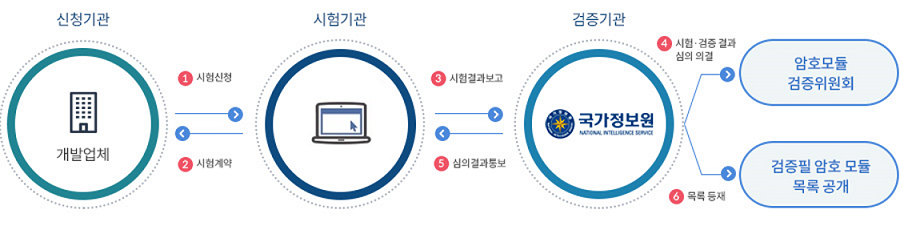 신청기관
시험기관
검증기관
개발업체
1 시험신청
2 시험계약
3 시험결과보고
5 심의결과통보
국가정보원
NATIONAL INTELLIGENCE SERVICE
4 시험·검증 결과
심의 의결
암호모듈
검증위원회
6 목록 등재
검증필 암호 모듈
목록 공개